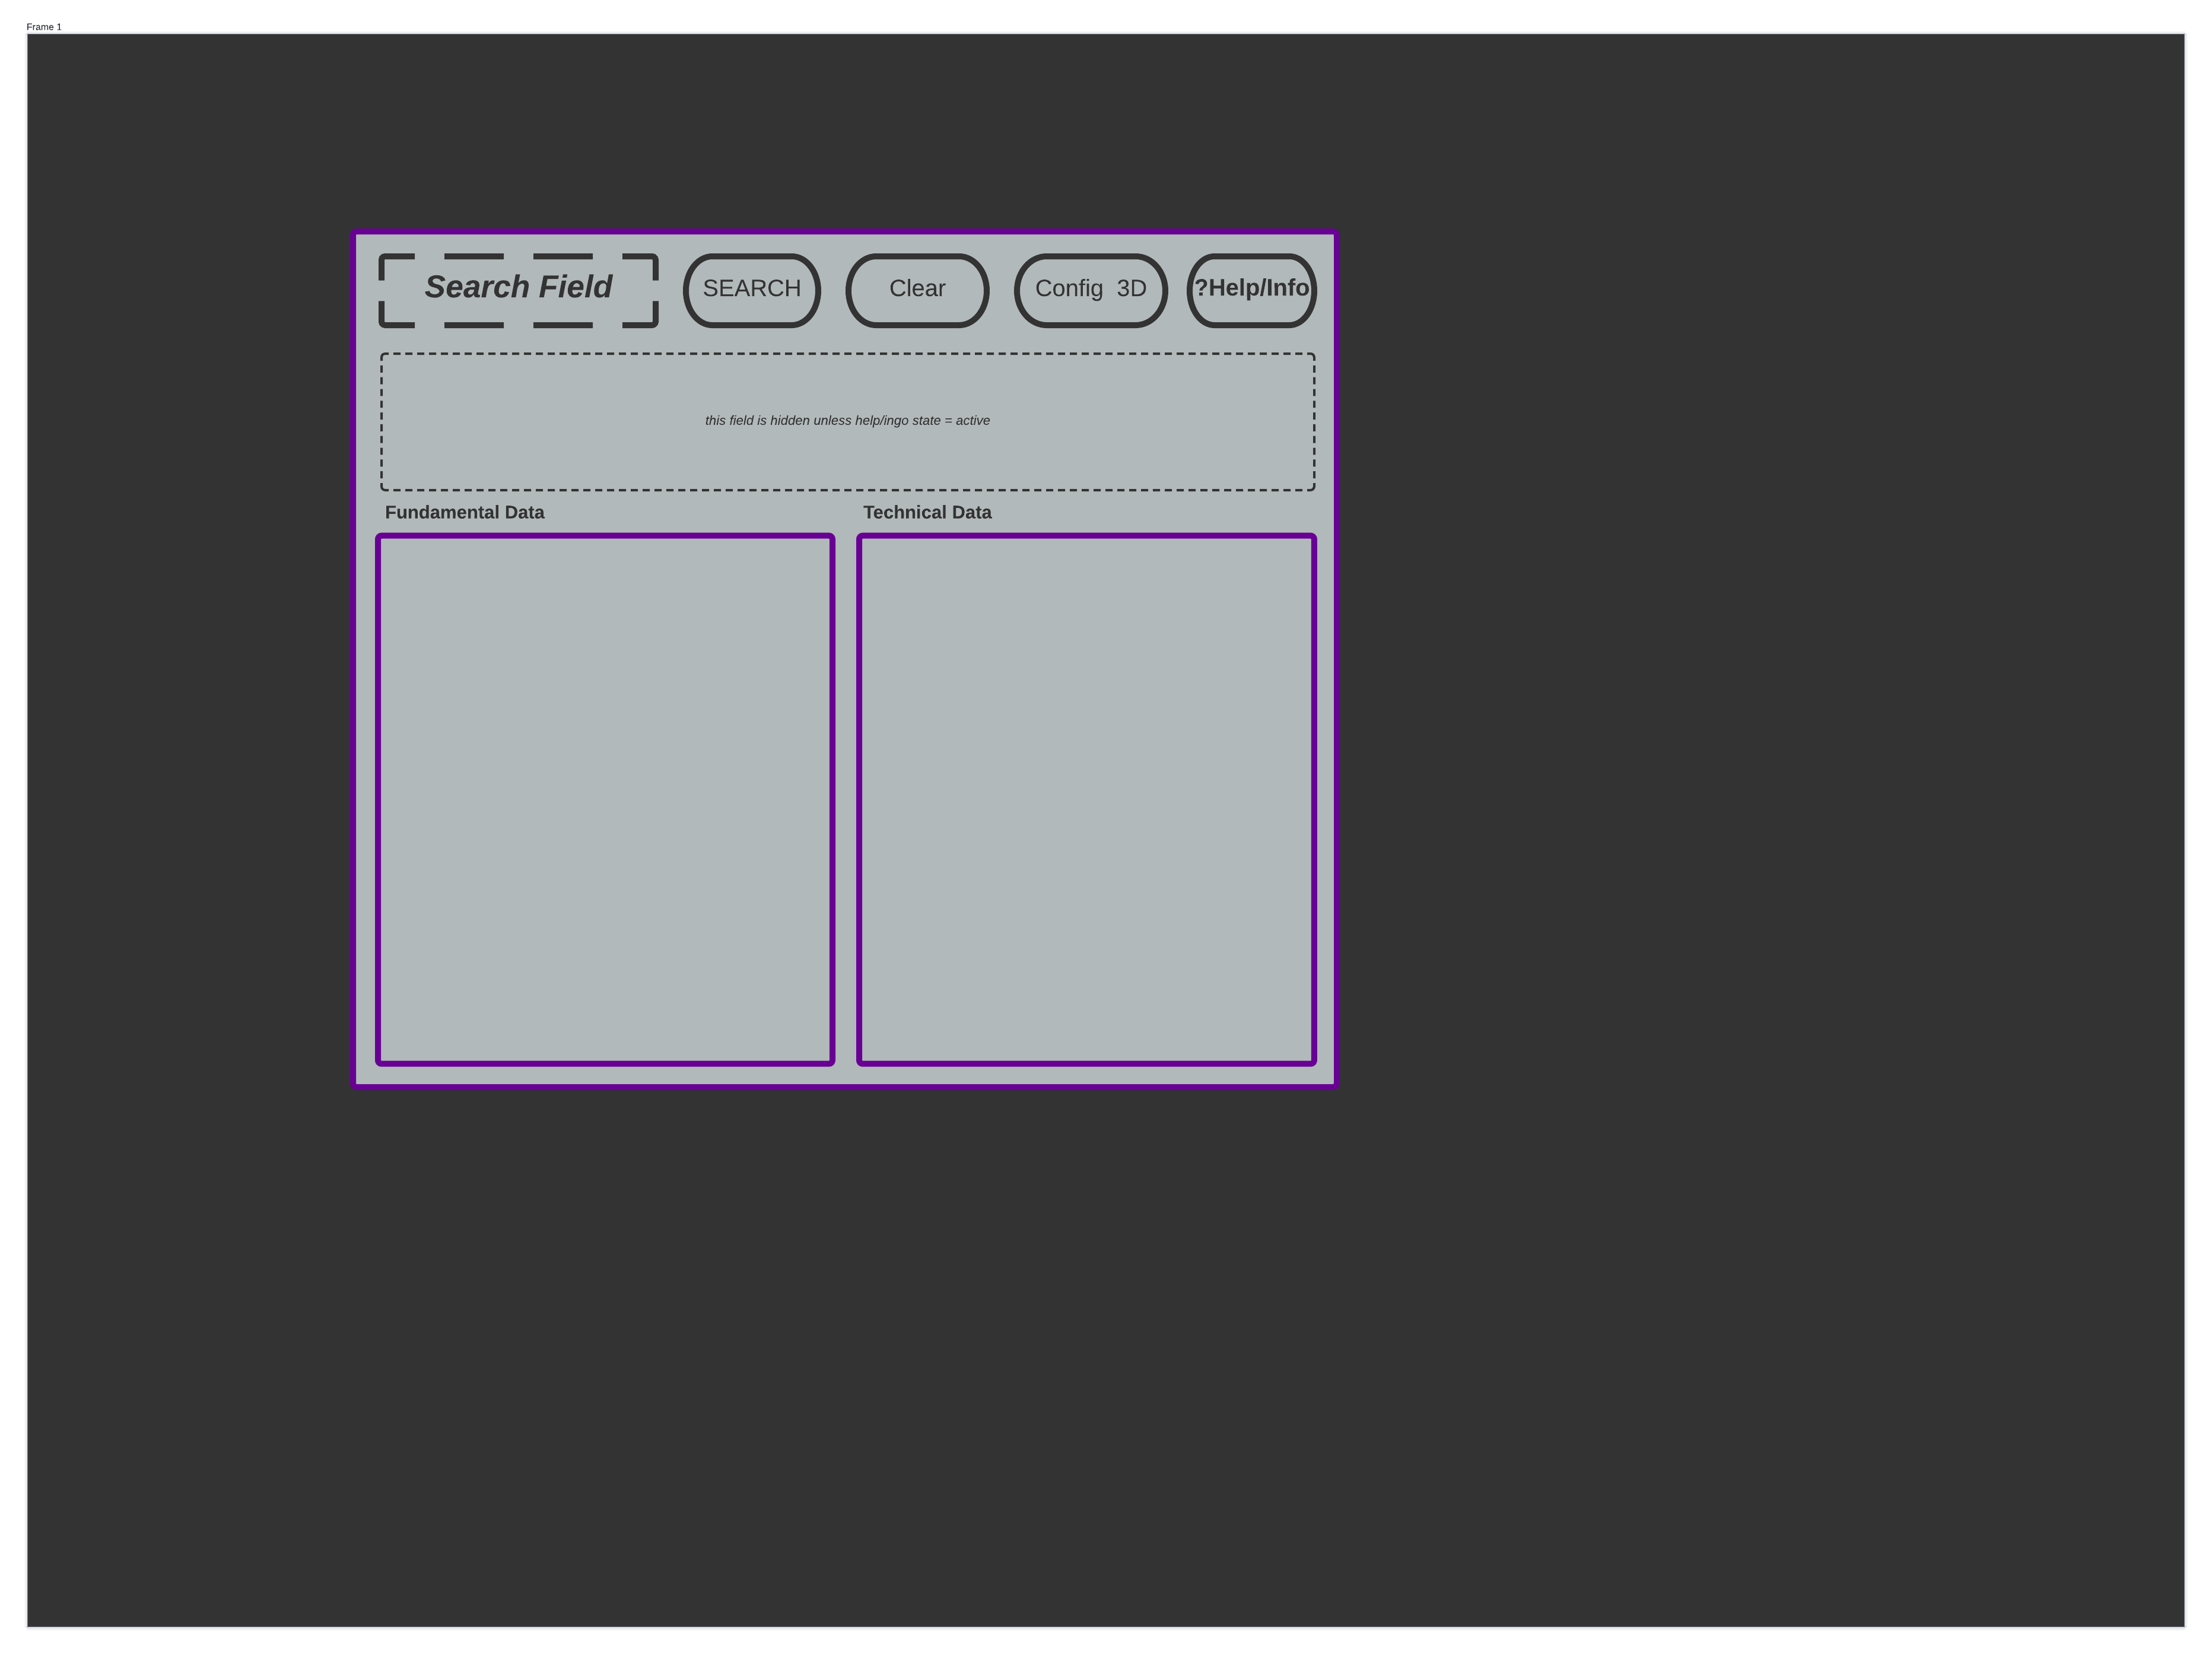 Frame 1
Search Field
SEARCH
Clear
Config  3D
?Help/Info
this field is hidden unless help/ingo state = active
Fundamental Data
Technical Data